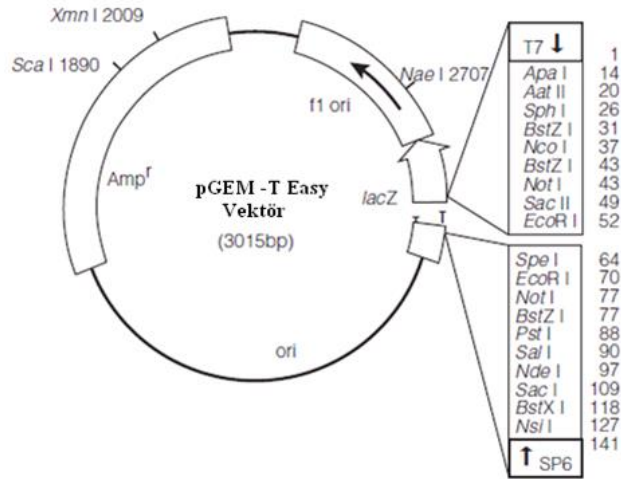 Xmn I 2009
Sca I 1890
Nae I 2707
f1 ori
Ampr
pGEM -T Easy
Vektör
(3015bp)
lacZ
T T
ori
T7 ↓ 1
Apa I 14
Aat II 20
Sph I 26
BstZ I 31
Nco I 37
BstZ I 43
Not I 43
Sac II 49
EcoR I 52
Spe I 64
EcoR I 70
Not I 77
BstZ I 77
Pst I 88
Sal I 90
Nde I 97
Sac I 109
BstX I 118
Nsi I 127
141
↑ SP6